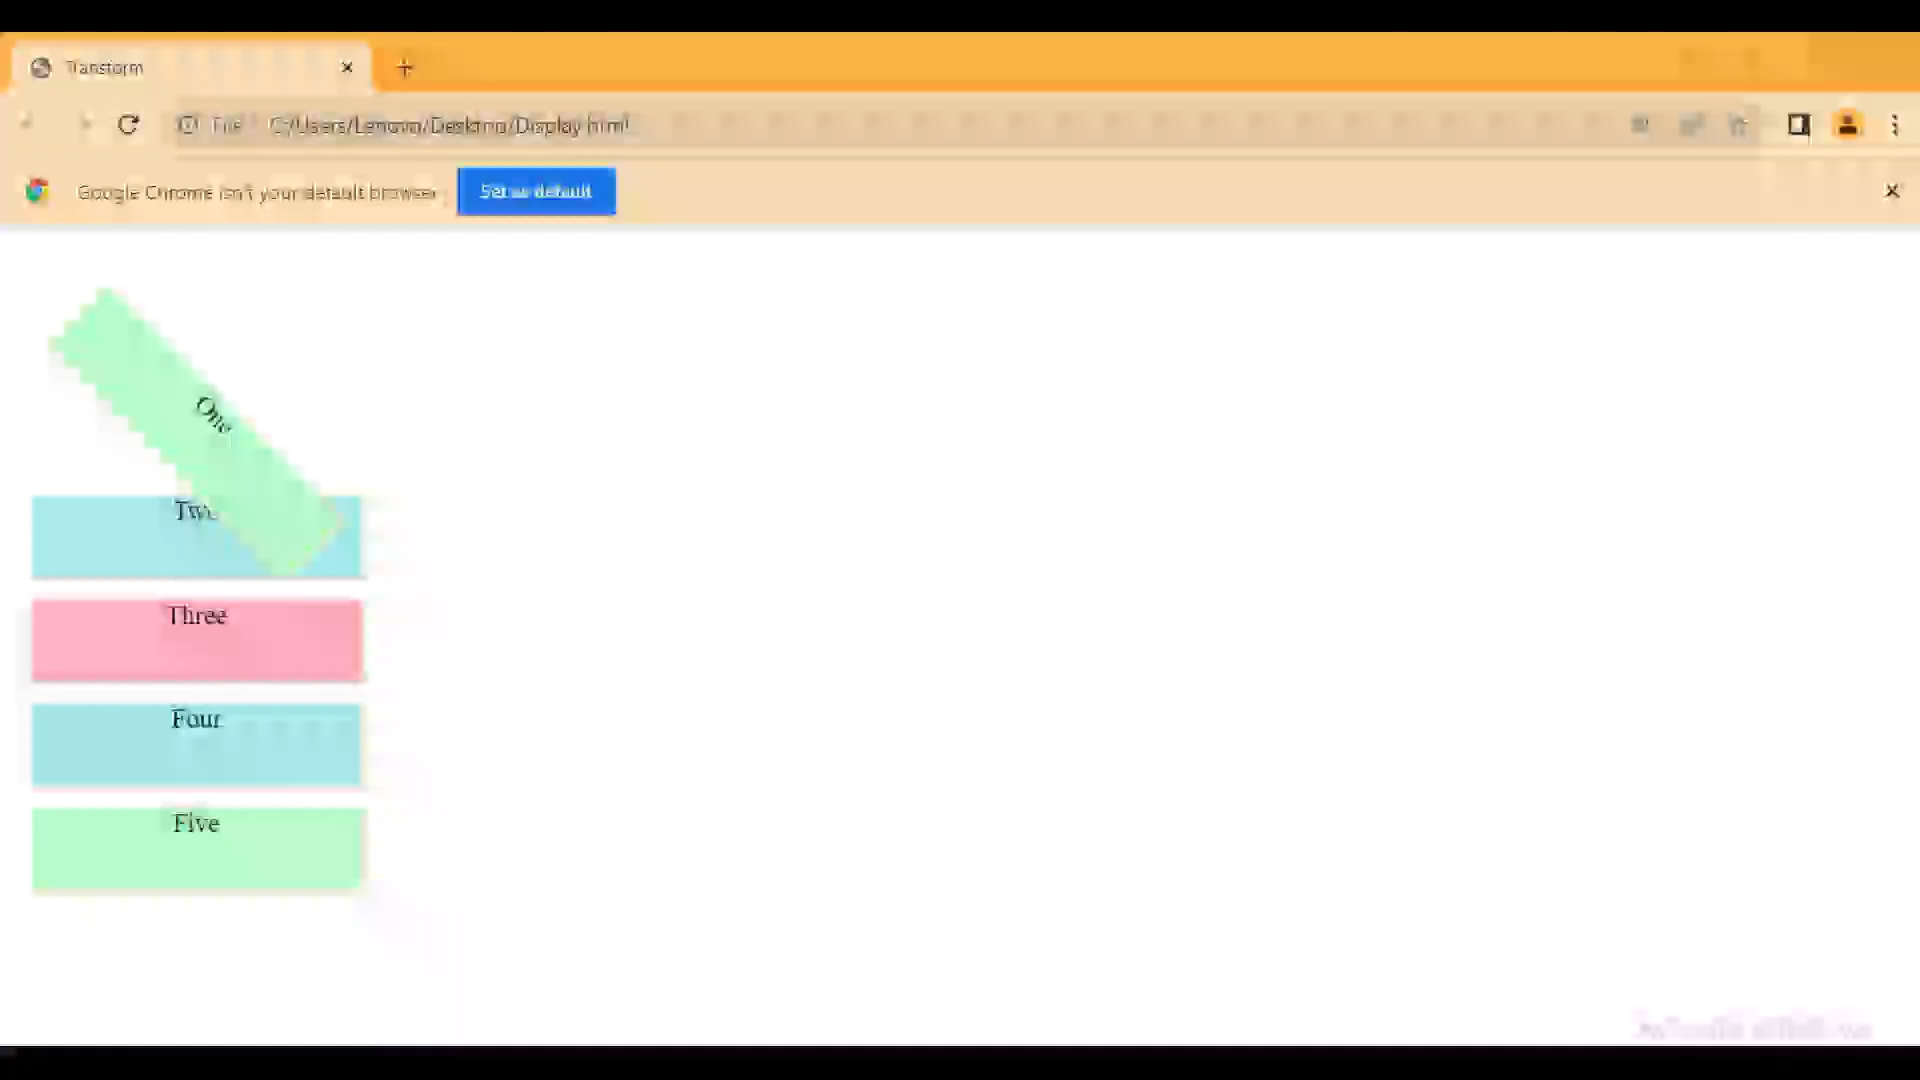 Transform
File C:/Users/Lenovo/Desktop/Display.html
Google Chrome isn't your default browser Set as default
One
Two
Three
Four
Five